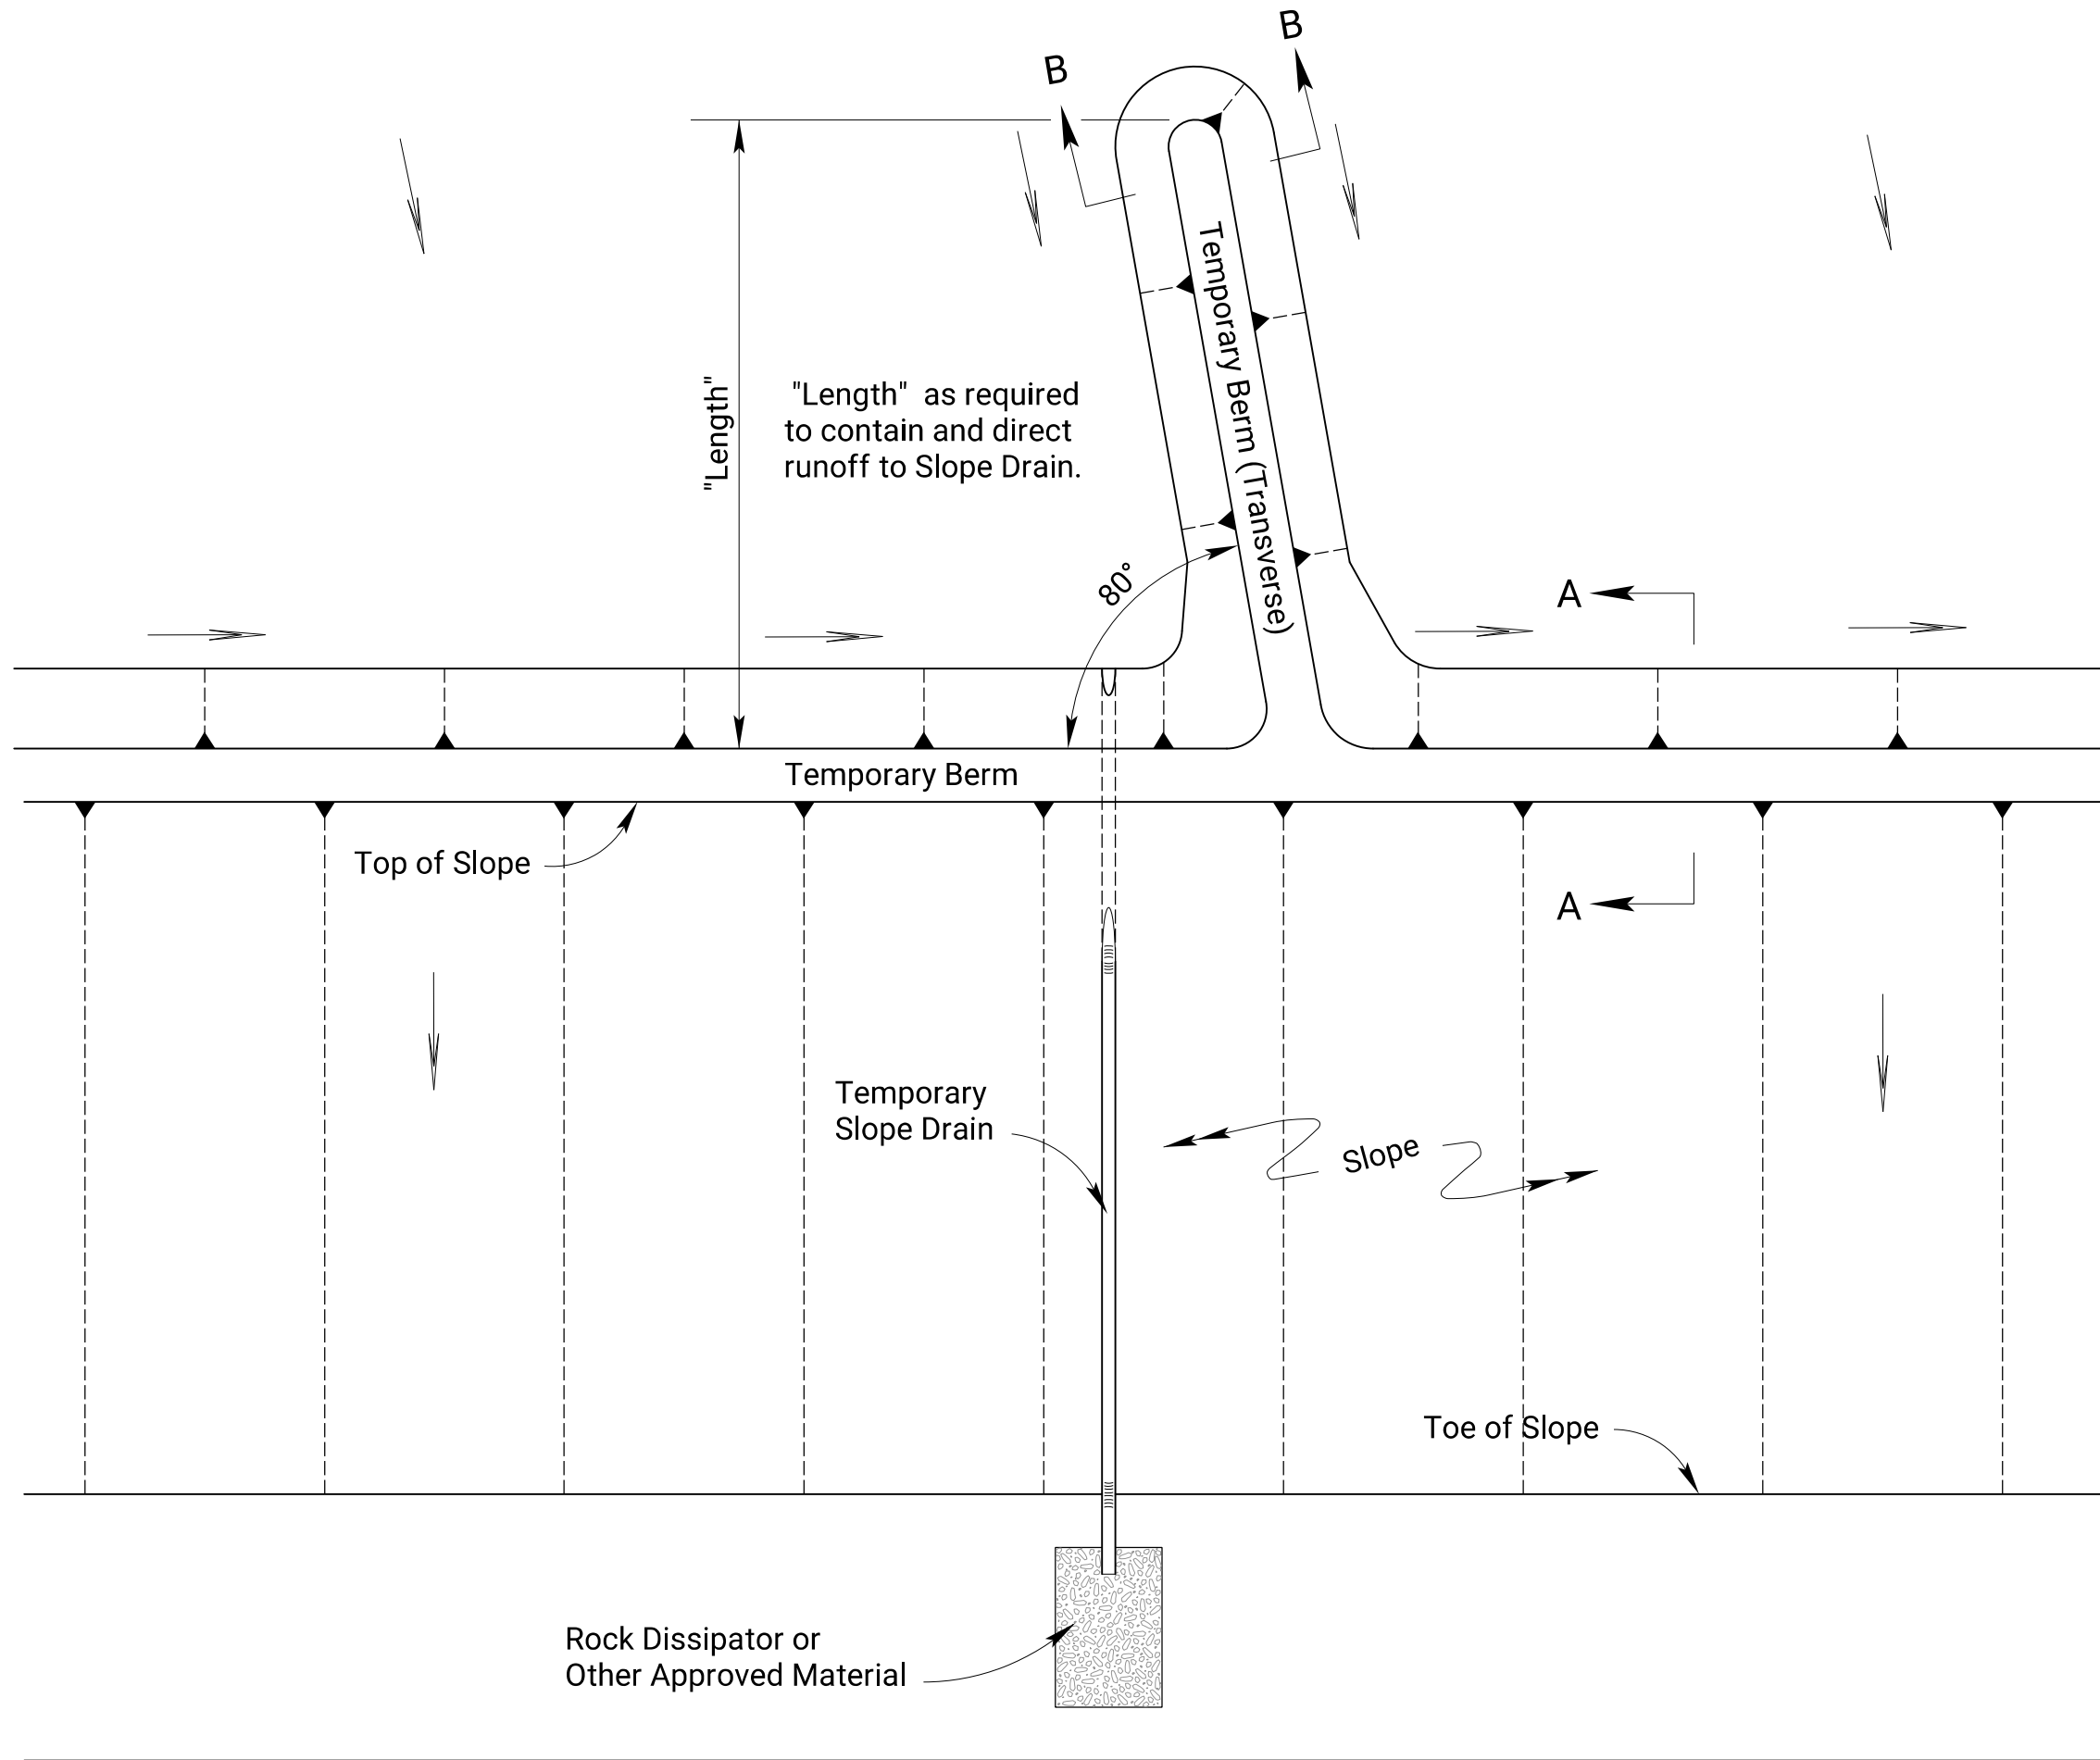 B
B
"Length"
"Length" as required
to contain and direct
runoff to Slope Drain.
Temporary Berm (Transverse)
80°
A
Temporary Berm
Top of Slope
A
Temporary
Slope Drain
Slope
Toe of Slope
Rock Dissipator or
Other Approved Material